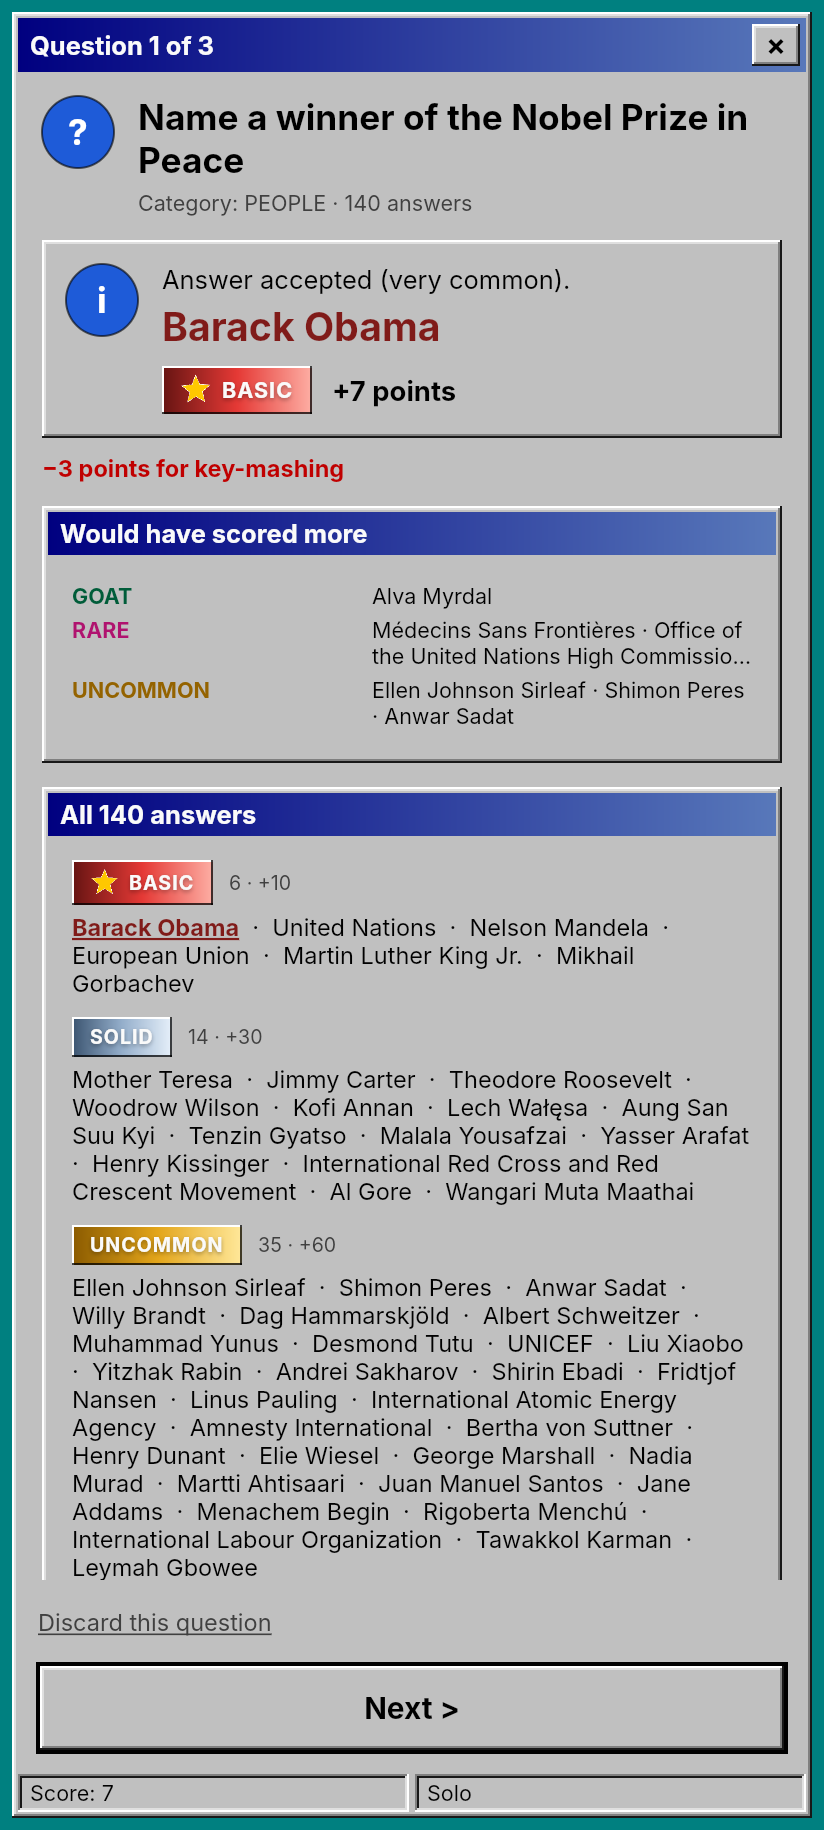 Question 1 of 3
×
?
Name a winner of the Nobel Prize in
Peace
Category: PEOPLE · 140 answers
i
Answer accepted (very common).
Barack Obama
BASIC
+7 points
−3 points for key-mashing
Would have scored more
GOAT
Alva Myrdal
RARE
Médecins Sans Frontières · Office of
the United Nations High Commissio...
UNCOMMON
Ellen Johnson Sirleaf · Shimon Peres
· Anwar Sadat
All 140 answers
BASIC 6 · +10
Barack Obama · United Nations · Nelson Mandela ·
European Union · Martin Luther King Jr. · Mikhail
Gorbachev
SOLID 14 · +30
Mother Teresa · Jimmy Carter · Theodore Roosevelt ·
Woodrow Wilson · Kofi Annan · Lech Wałęsa · Aung San
Suu Kyi · Tenzin Gyatso · Malala Yousafzai · Yasser Arafat
· Henry Kissinger · International Red Cross and Red
Crescent Movement · Al Gore · Wangari Muta Maathai
UNCOMMON 35 · +60
Ellen Johnson Sirleaf · Shimon Peres · Anwar Sadat ·
Willy Brandt · Dag Hammarskjöld · Albert Schweitzer ·
Muhammad Yunus · Desmond Tutu · UNICEF · Liu Xiaobo
· Yitzhak Rabin · Andrei Sakharov · Shirin Ebadi · Fridtjof
Nansen · Linus Pauling · International Atomic Energy
Agency · Amnesty International · Bertha von Suttner ·
Henry Dunant · Elie Wiesel · George Marshall · Nadia
Murad · Martti Ahtisaari · Juan Manuel Santos · Jane
Addams · Menachem Begin · Rigoberta Menchú ·
International Labour Organization · Tawakkol Karman ·
Leymah Gbowee
Discard this question
Next >
Score: 7
Solo